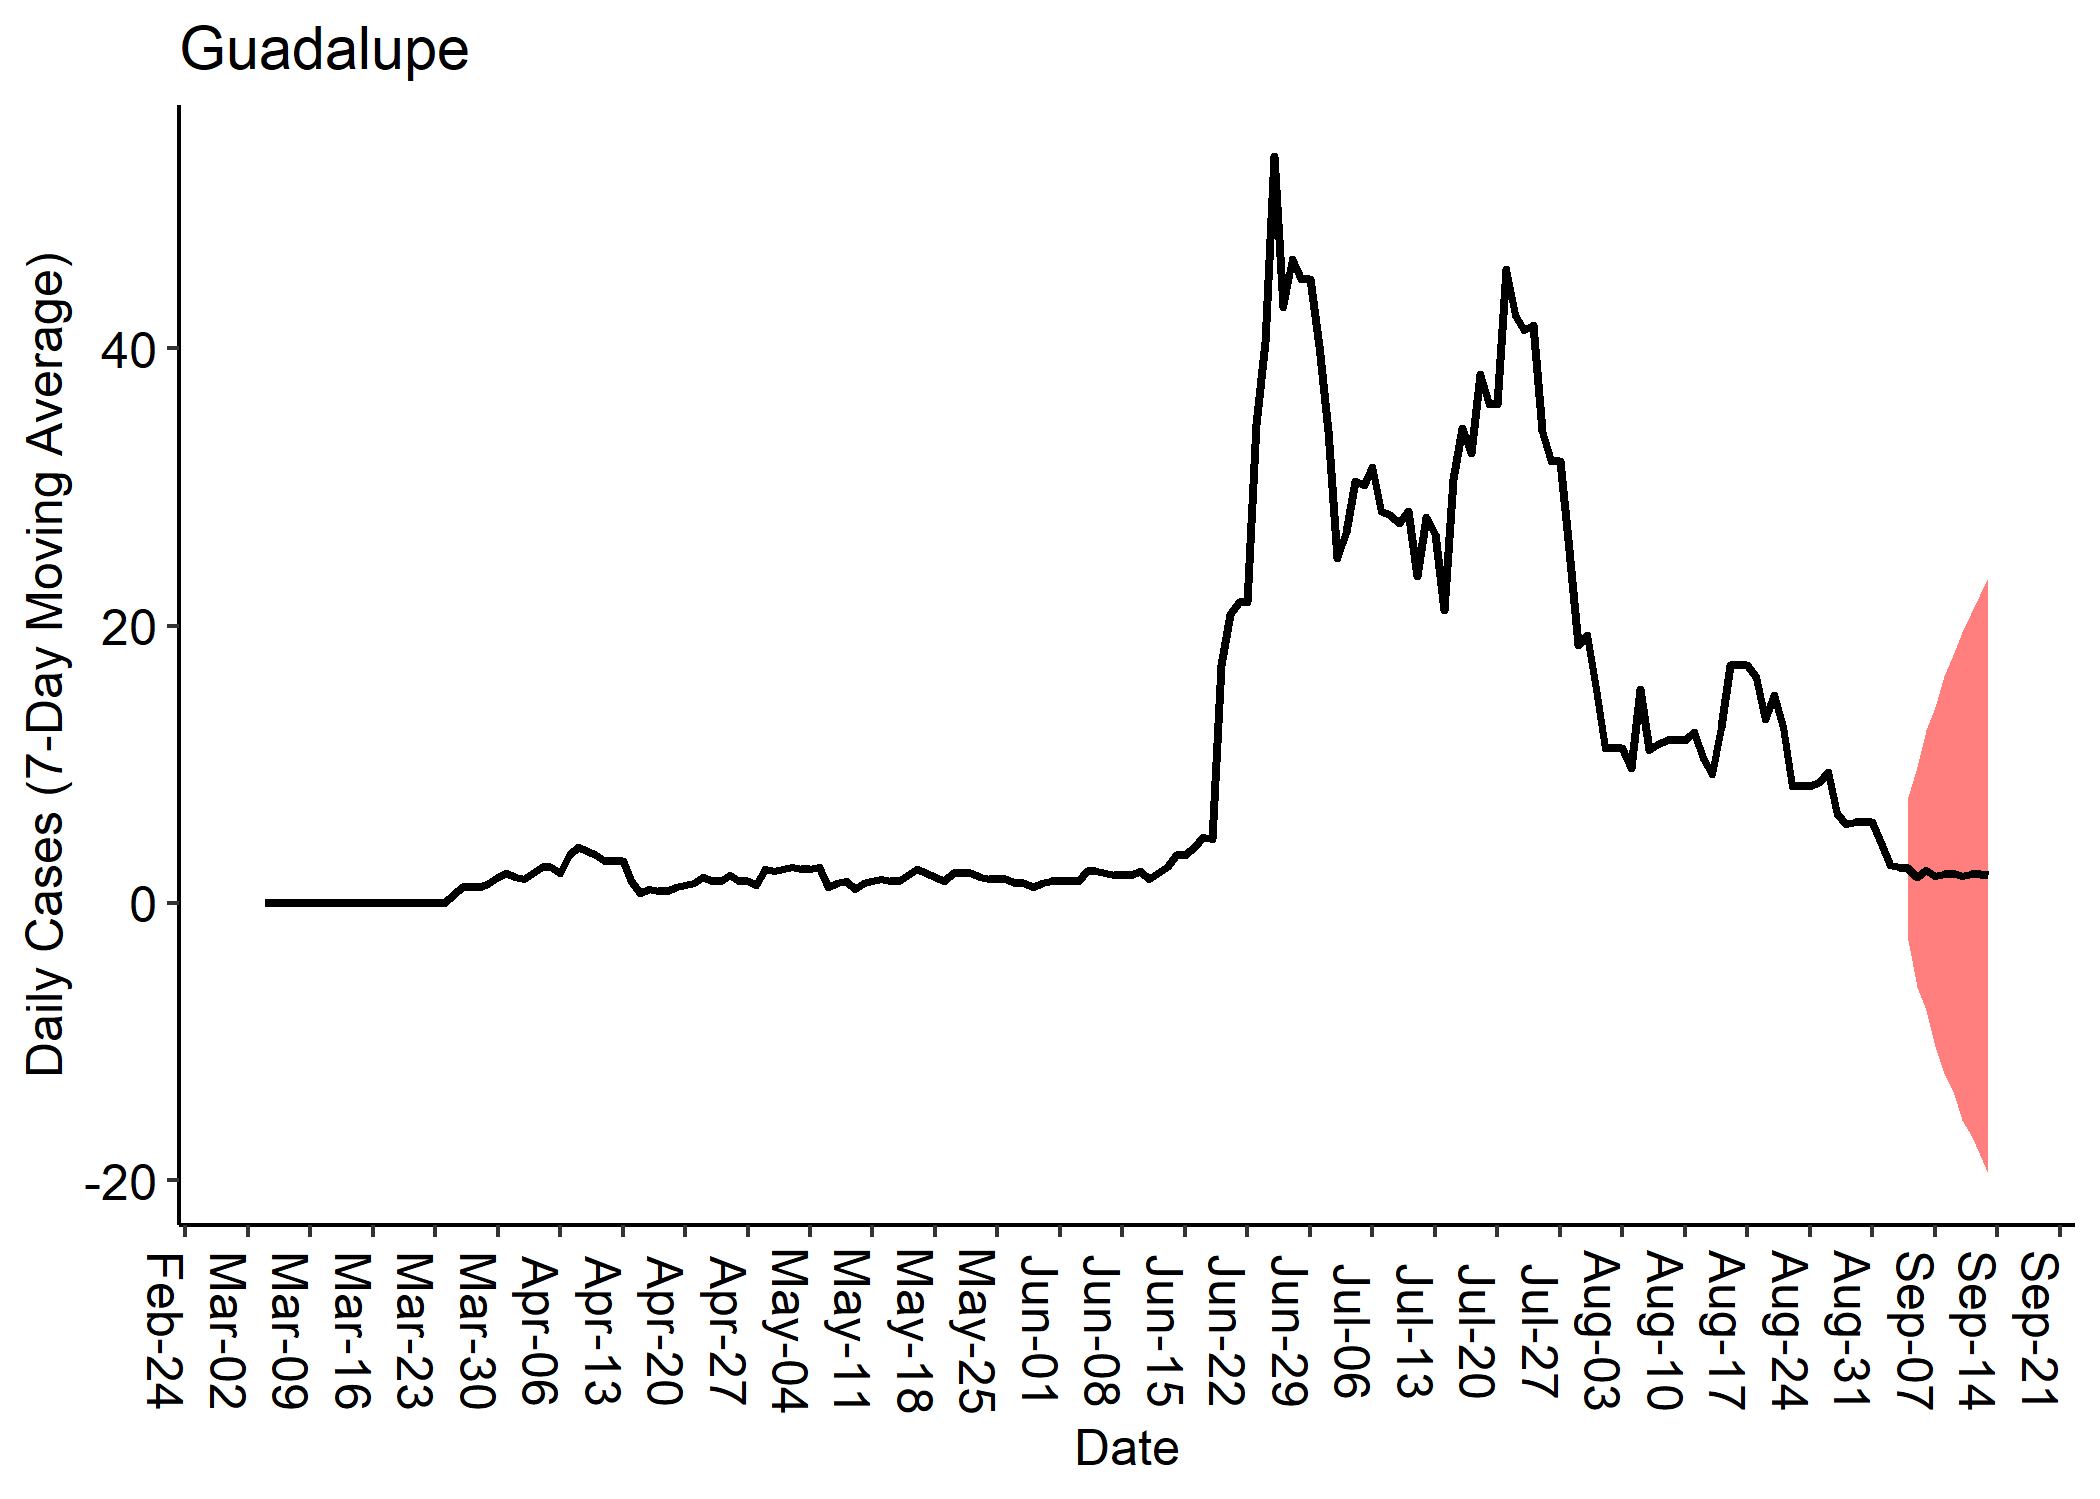 Guadalupe
Daily Cases (7-Day Moving Average)
40
20
0
-20
Feb-24
Mar-02
Mar-09
Mar-16
Mar-23
Mar-30
Apr-06
Apr-13
Apr-20
Apr-27
May-04
May-11
May-18
May-25
Jun-01
Jun-08
Jun-15
Jun-22
Jun-29
Jul-06
Jul-13
Jul-20
Jul-27
Aug-03
Aug-10
Aug-17
Aug-24
Aug-31
Sep-07
Sep-14
Sep-21
Date